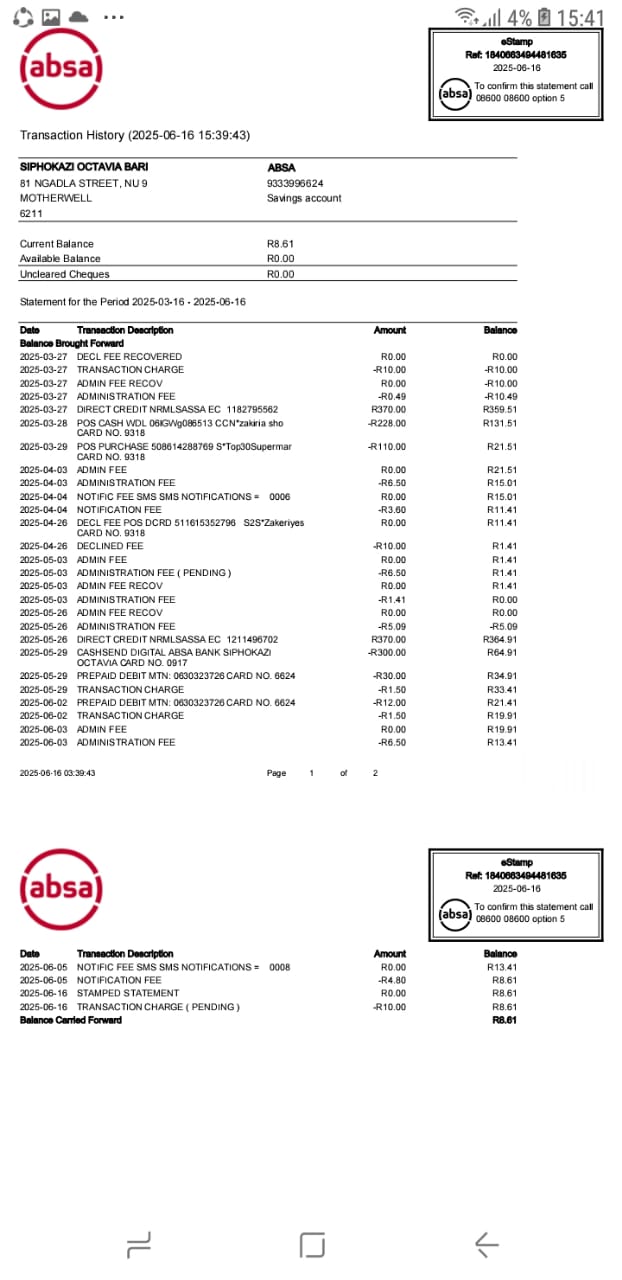 4% 15:41
absa
eStamp
Ref: 1840663494481635
2025-06-16
absa
To confirm this statement call
08600 08600 option 5
Transaction History (2025-06-16 15:39:43)
SIPHOKAZI OCTAVIA BARI ABSA
81 NGADLA STREET, NU 9 9333996624
MOTHERWELL Savings account
6211
Current Balance R8.61
Available Balance R0.00
Uncleared Cheques R0.00
Statement for the Period 2025-03-16 - 2025-06-16
Date Transaction Description Amount Balance
Balance Brought Forward
2025-03-27 DECL FEE RECOVERED R0.00 R0.00
2025-03-27 TRANSACTION CHARGE -R10.00 -R10.00
2025-03-27 ADMIN FEE RECOV R0.00 -R10.00
2025-03-27 ADMINISTRATION FEE -R0.49 -R10.49
2025-03-27 DIRECT CREDIT NRMLSASSA EC 1182795562 R370.00 R359.51
2025-03-28 POS CASH WDL 06IGWg086513 CCN*zakiria sho -R228.00 R131.51
CARD NO. 9318
2025-03-29 POS PURCHASE 508614288769 S*Top30Supermar -R110.00 R21.51
CARD NO. 9318
2025-04-03 ADMIN FEE R0.00 R21.51
2025-04-03 ADMINISTRATION FEE -R6.50 R15.01
2025-04-04 NOTIFIC FEE SMS SMS NOTIFICATIONS = 0006 R0.00 R15.01
2025-04-04 NOTIFICATION FEE -R3.60 R11.41
2025-04-26 DECL FEE POS DCRD 511615352796 S2S*Zakeriyes R0.00 R11.41
CARD NO. 9318
2025-04-26 DECLINED FEE -R10.00 R1.41
2025-05-03 ADMIN FEE R0.00 R1.41
2025-05-03 ADMINISTRATION FEE ( PENDING ) -R6.50 R1.41
2025-05-03 ADMIN FEE RECOV R0.00 R1.41
2025-05-03 ADMINISTRATION FEE -R1.41 R0.00
2025-05-26 ADMIN FEE RECOV R0.00 R0.00
2025-05-26 ADMINISTRATION FEE -R5.09 -R5.09
2025-05-26 DIRECT CREDIT NRMLSASSA EC 1211496702 R370.00 R364.91
2025-05-29 CASHSEND DIGITAL ABSA BANK SIPHOKAZI -R300.00 R64.91
OCTAVIA CARD NO. 0917
2025-05-29 PREPAID DEBIT MTN: 0630323726 CARD NO. 6624 -R30.00 R34.91
2025-05-29 TRANSACTION CHARGE -R1.50 R33.41
2025-06-02 PREPAID DEBIT MTN: 0630323726 CARD NO. 6624 -R12.00 R21.41
2025-06-02 TRANSACTION CHARGE -R1.50 R19.91
2025-06-03 ADMIN FEE R0.00 R19.91
2025-06-03 ADMINISTRATION FEE -R6.50 R13.41
2025-06-16 03:39:43 Page 1 of 2
absa
eStamp
Ref: 1840663494481635
2025-06-16
absa
To confirm this statement call
08600 08600 option 5
Date Transaction Description Amount Balance
2025-06-05 NOTIFIC FEE SMS SMS NOTIFICATIONS = 0008 R0.00 R13.41
2025-06-05 NOTIFICATION FEE -R4.80 R8.61
2025-06-16 STAMPED STATEMENT R0.00 R8.61
2025-06-16 TRANSACTION CHARGE ( PENDING ) -R10.00 R8.61
Balance Carried Forward R8.61